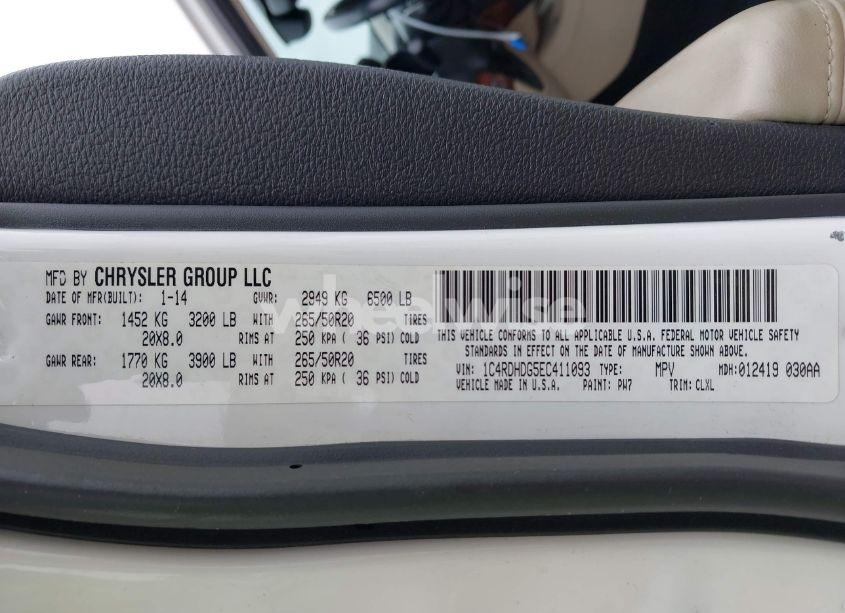 MFD BY CHRYSLER GROUP LLC
DATE OF MFR(BUILT): 1-14 GVWR: 2949 KG 6500 LB
GAWR FRONT: 1452 KG 3200 LB WITH 265/50R20 TIRES
20X8.0 RIMS AT 250 KPA ( 36 PSI) COLD
GAWR REAR: 1770 KG 3900 LB WITH 265/50R20 TIRES
20X8.0 RIMS AT 250 KPA ( 36 PSI) COLD
THIS VEHICLE CONFORMS TO ALL APPLICABLE U.S.A. FEDERAL MOTOR VEHICLE SAFETY
STANDARDS IN EFFECT ON THE DATE OF MANUFACTURE SHOWN ABOVE.
VIN: 1C4RDHDG5EC411093 TYPE: MPV MDH: 012419 030AA
VEHICLE MADE IN U.S.A. PAINT: PW7 TRIM: CLXL
wheelwise